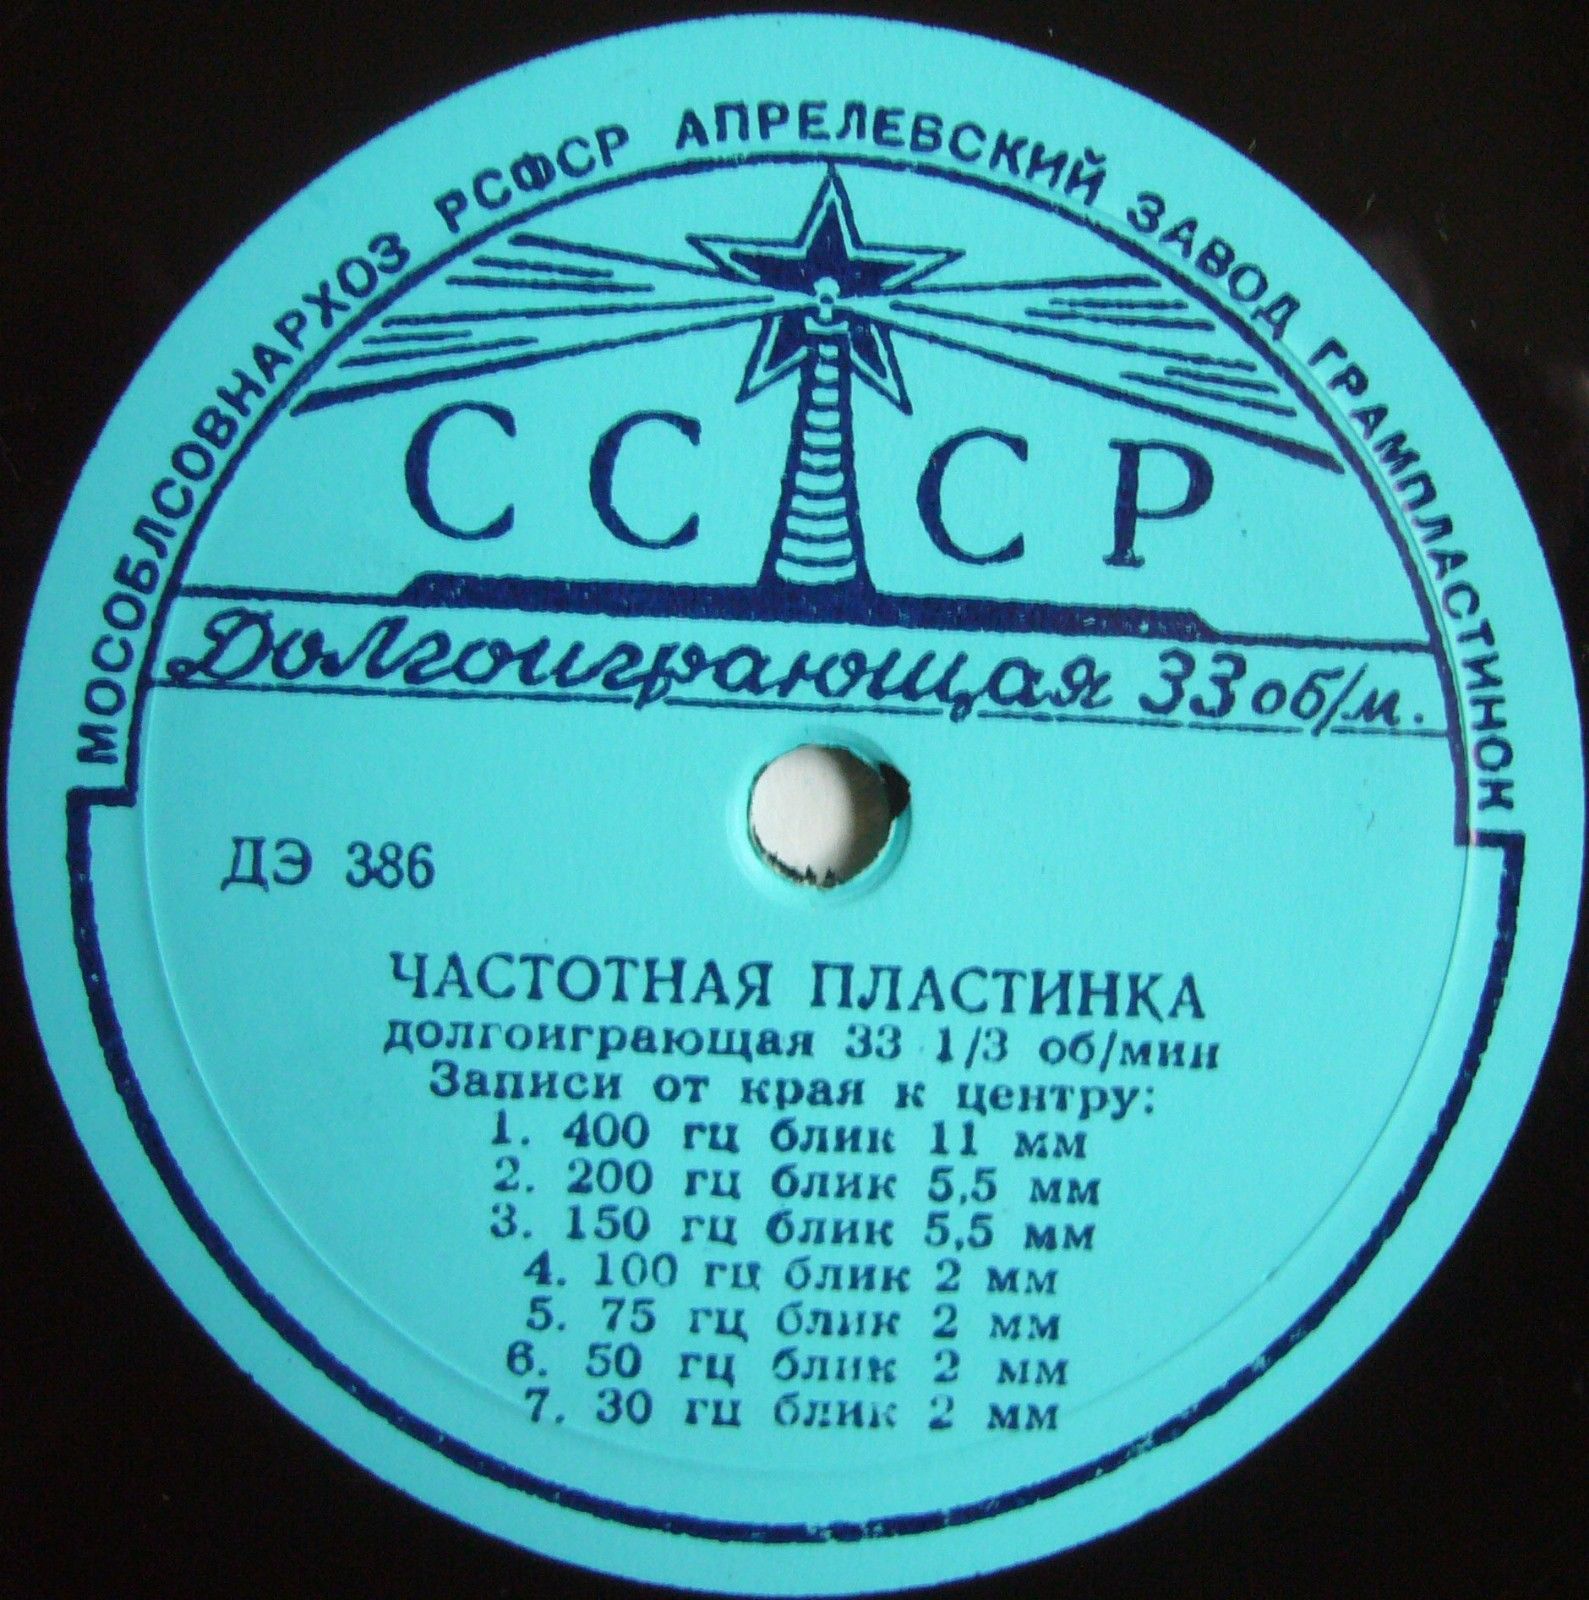 МОСОБЛСОВНАРХОЗ РСФСР АПРЕЛЕВСКИЙ ЗАВОД ГРАМПЛАСТИНОК
СССР
Долгоиграющая 33 об/м.
ДЭ 386
ЧАСТОТНАЯ ПЛАСТИНКА
долгоиграющая 33 1/3 об/мин
Записи от края к центру:
1. 400 гц блик 11 мм
2. 200 гц блик 5,5 мм
3. 150 гц блик 5,5 мм
4. 100 гц блик 2 мм
5. 75 гц блик 2 мм
6. 50 гц блик 2 мм
7. 30 гц блик 2 мм